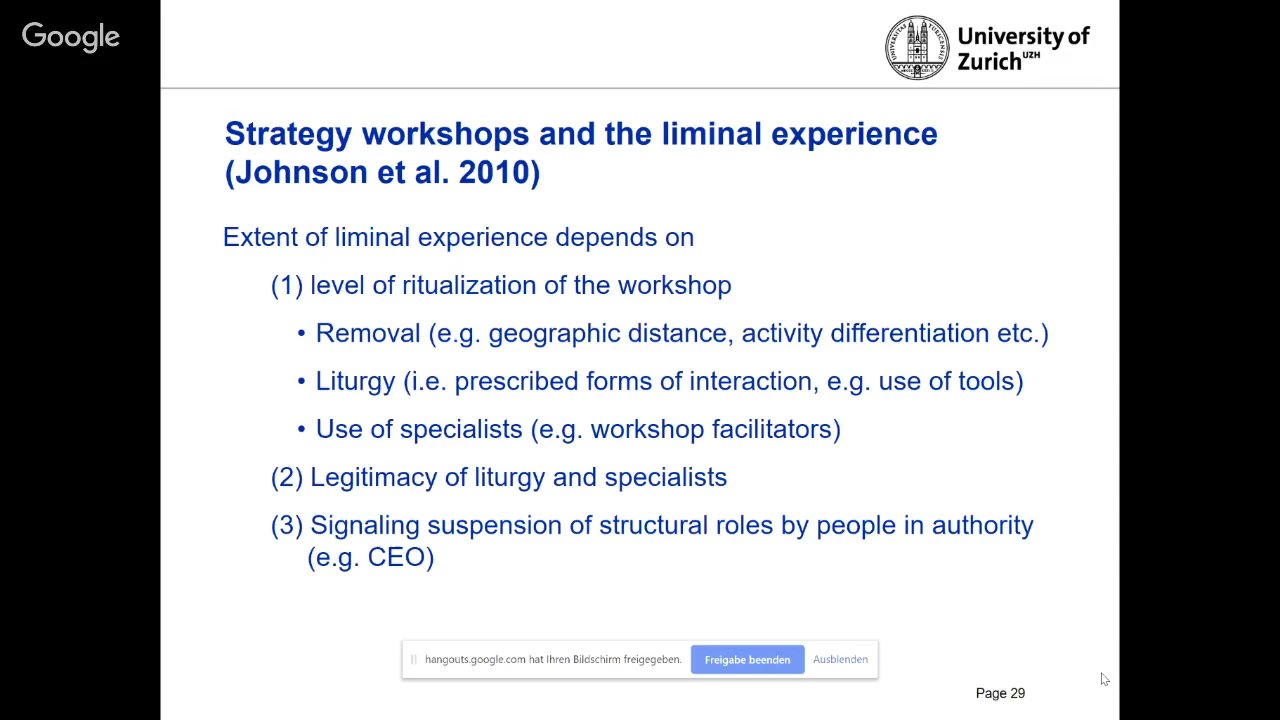 Google
University of
Zurich UZH
Strategy workshops and the liminal experience
(Johnson et al. 2010)
Extent of liminal experience depends on
(1) level of ritualization of the workshop
• Removal (e.g. geographic distance, activity differentiation etc.)
• Liturgy (i.e. prescribed forms of interaction, e.g. use of tools)
• Use of specialists (e.g. workshop facilitators)
(2) Legitimacy of liturgy and specialists
(3) Signaling suspension of structural roles by people in authority
(e.g. CEO)
hangouts.google.com hat Ihren Bildschirm freigegeben. Freigabe beenden Ausblenden
Page 29